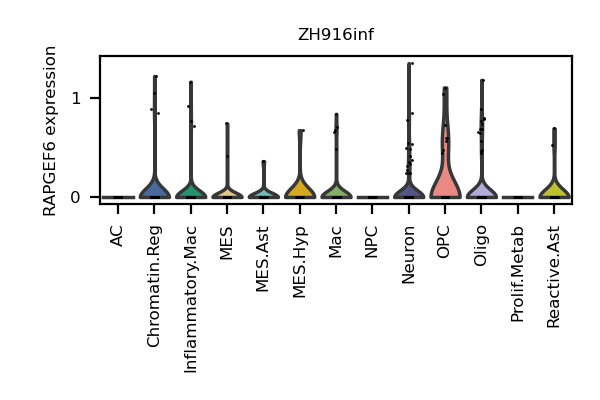 ZH916inf
RAPGEF6 expression
1
0
AC
Chromatin.Reg
Inflammatory.Mac
MES
MES.Ast
MES.Hyp
Mac
NPC
Neuron
OPC
Oligo
Prolif.Metab
Reactive.Ast